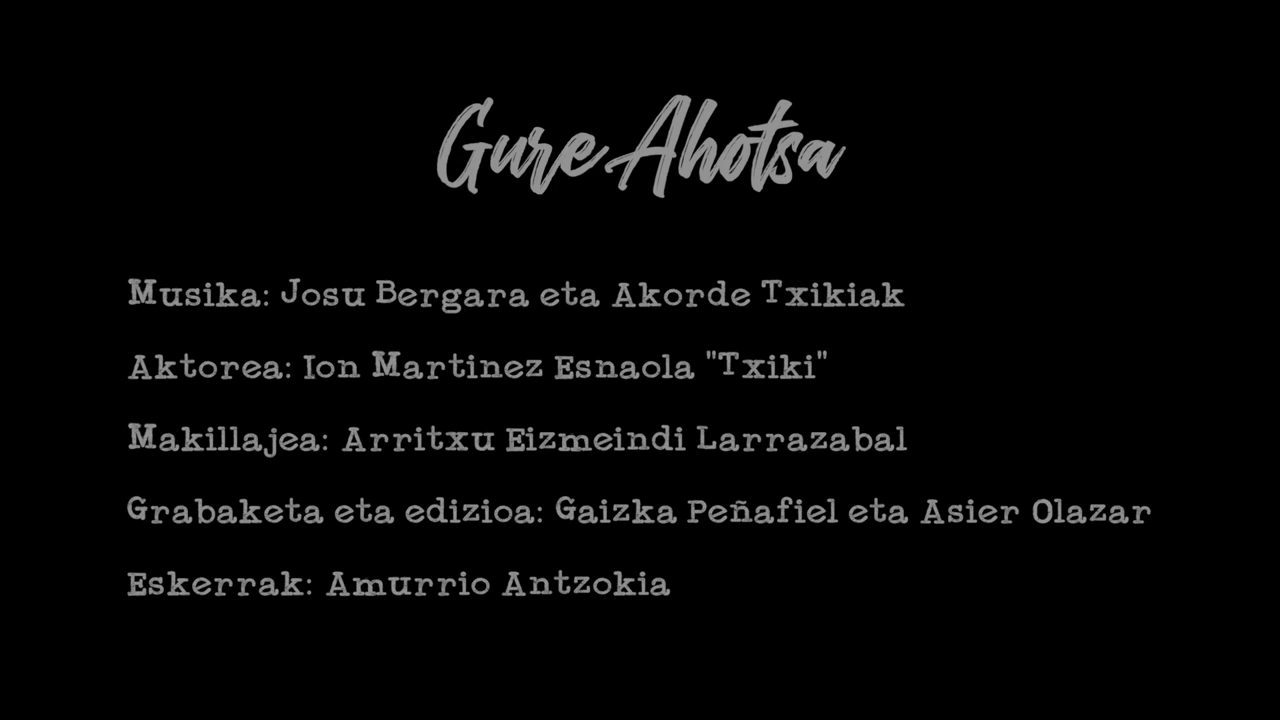 Gure Ahotsa
Musika: Josu Bergara eta Akorde Txikiak
Aktorea: Ion Martinez Esnaola "Txiki"
Makillajea: Arritxu Eizmeindi Larrazabal
Grabaketa eta edizioa: Gaizka Peñafiel eta Asier Olazar
Eskerrak: Amurrio Antzokia